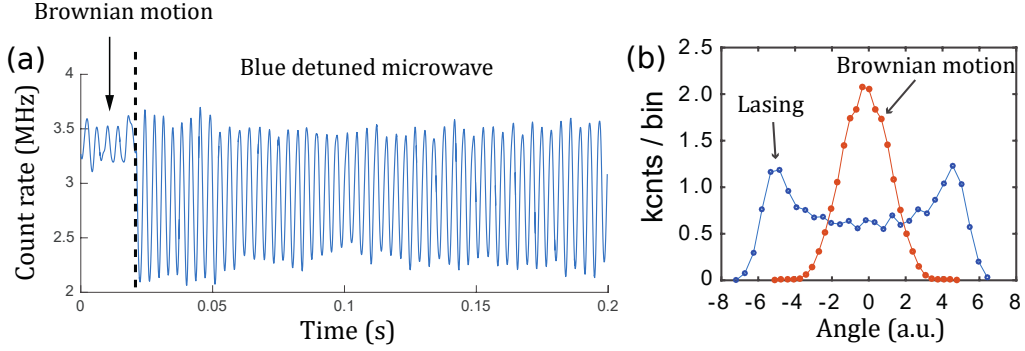 Brownian motion
(a)
Blue detuned microwave
Count rate (MHz)
4
3.5
3
2.5
2
0
0.05
0.1
0.15
0.2
Time (s)
(b)
Brownian motion
Lasing
kcnts / bin
2.5
2.0
1.5
1.0
0.5
0
-8
-6
-4
-2
0
2
4
6
8
Angle (a.u.)